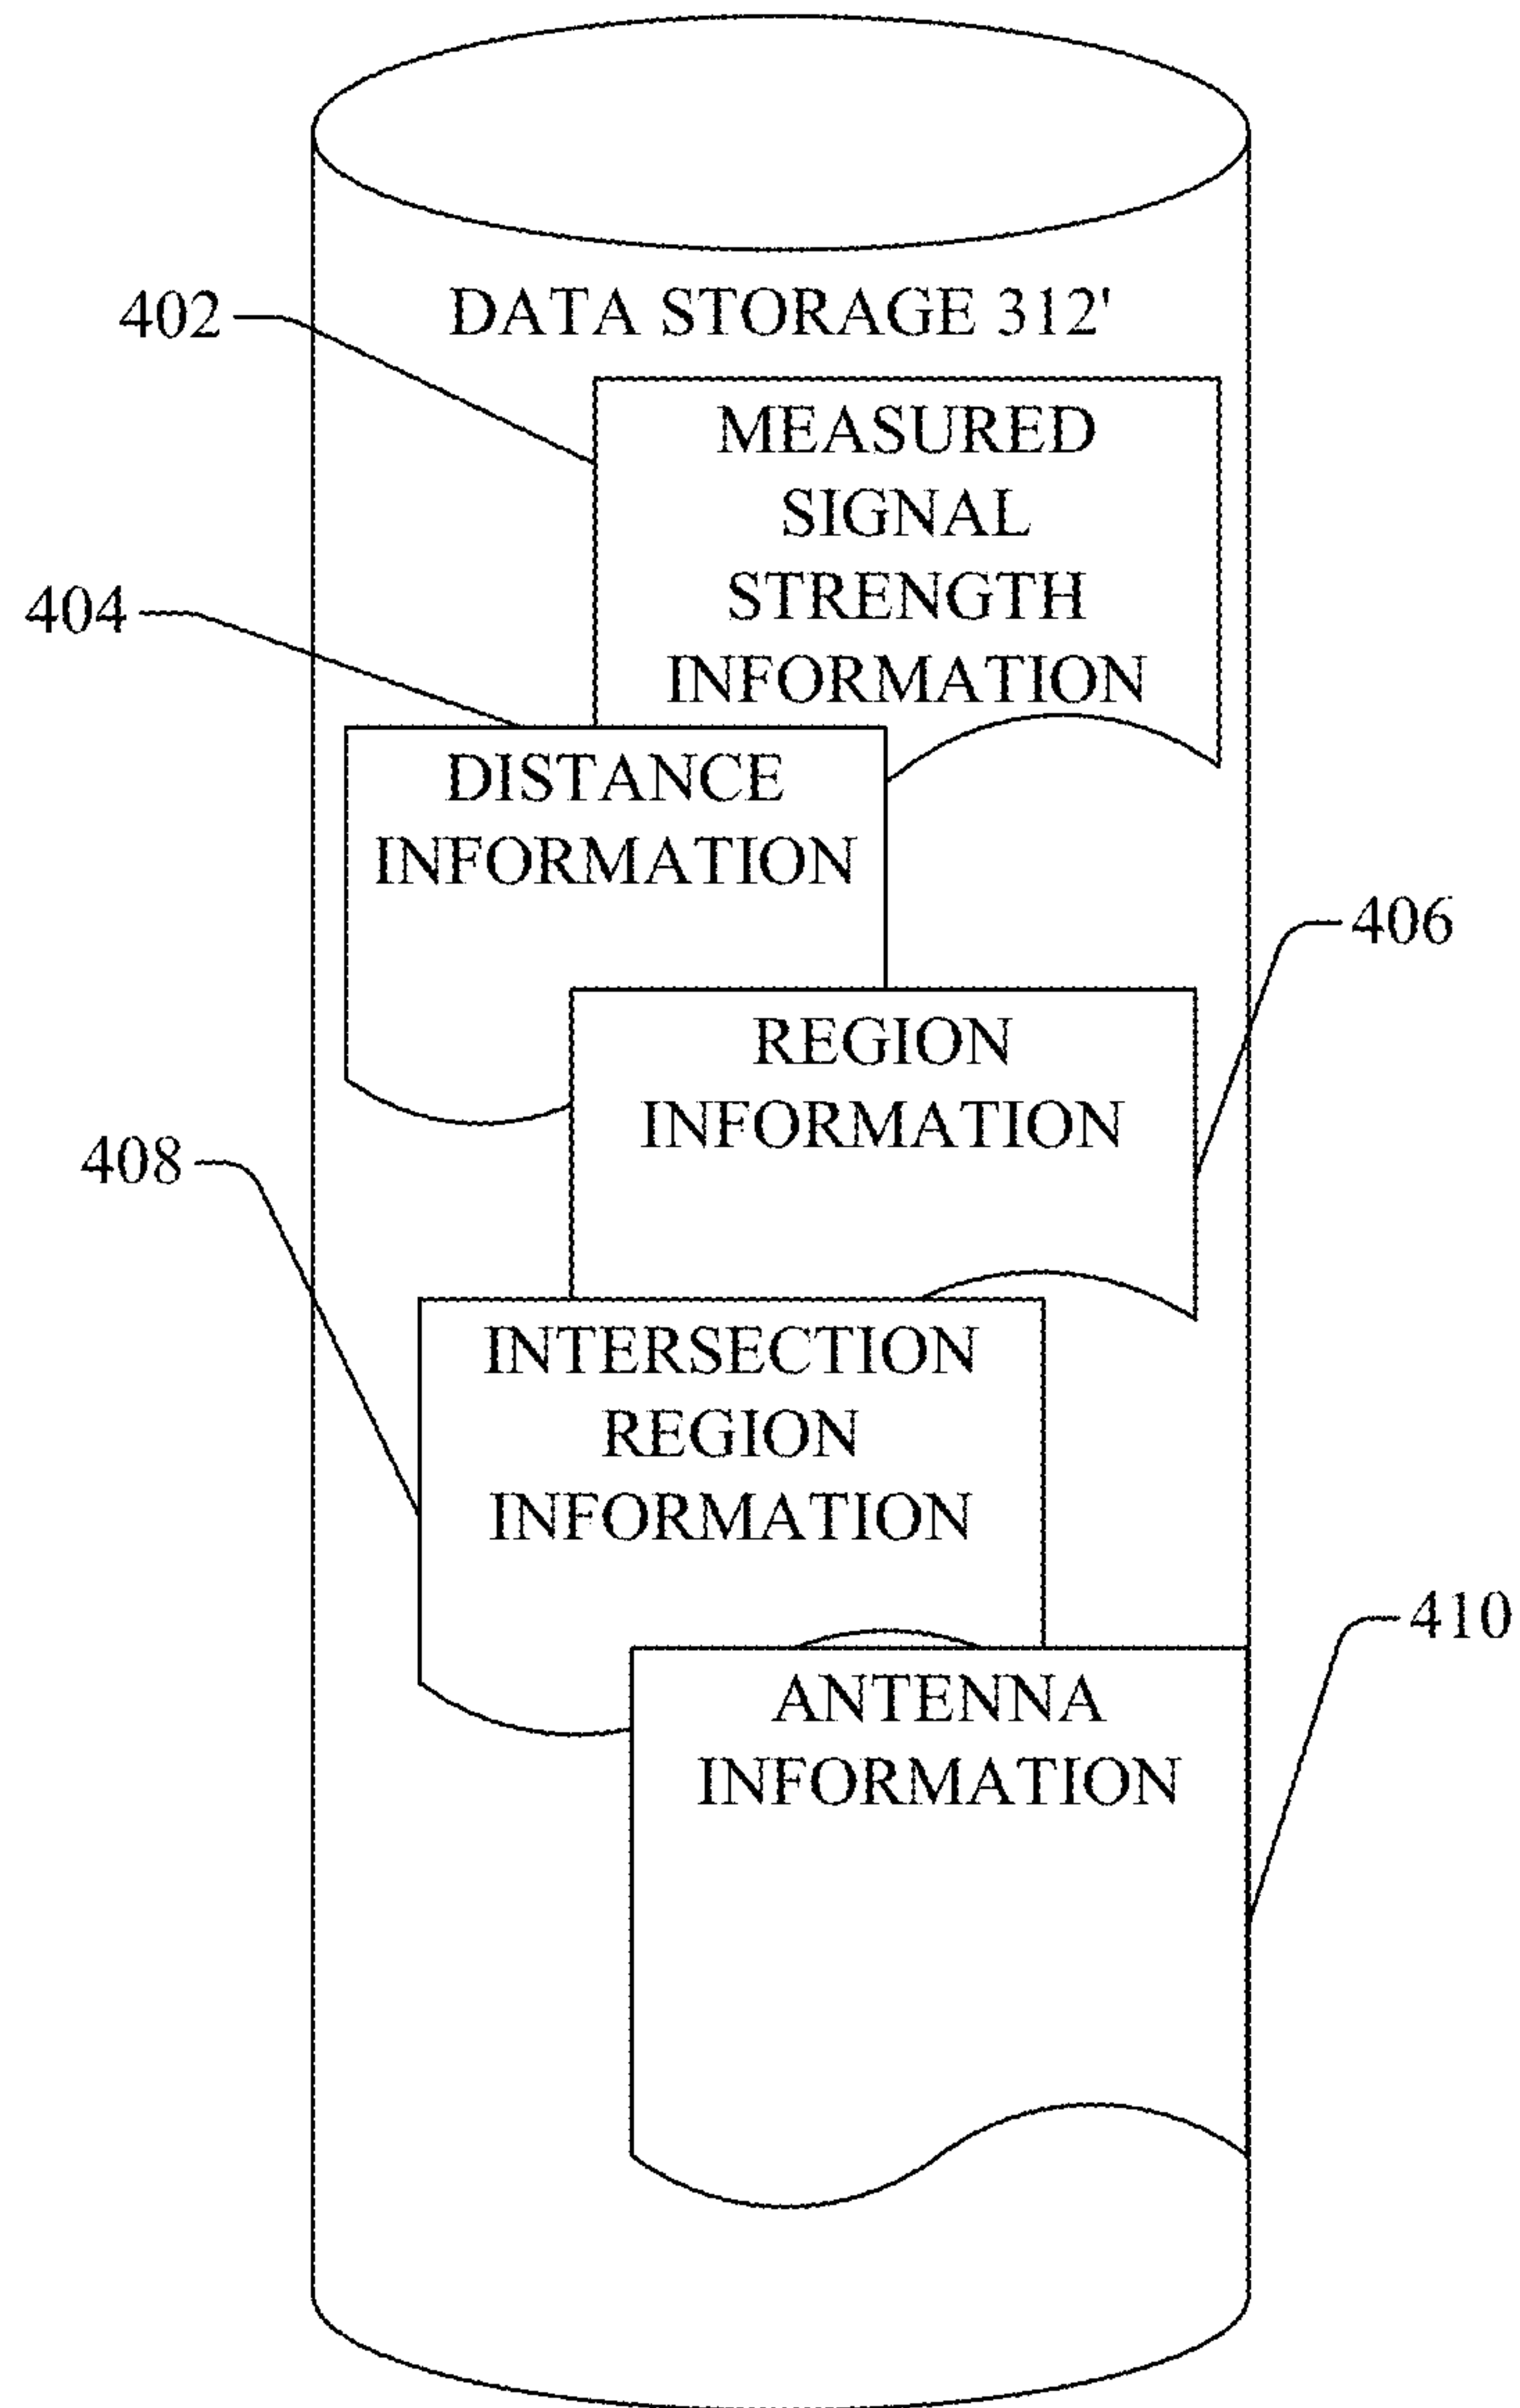 DATA STORAGE 312'
402
MEASURED
SIGNAL
STRENGTH
INFORMATION
404
DISTANCE
INFORMATION
406
REGION
INFORMATION
408
INTERSECTION
REGION
INFORMATION
410
ANTENNA
INFORMATION